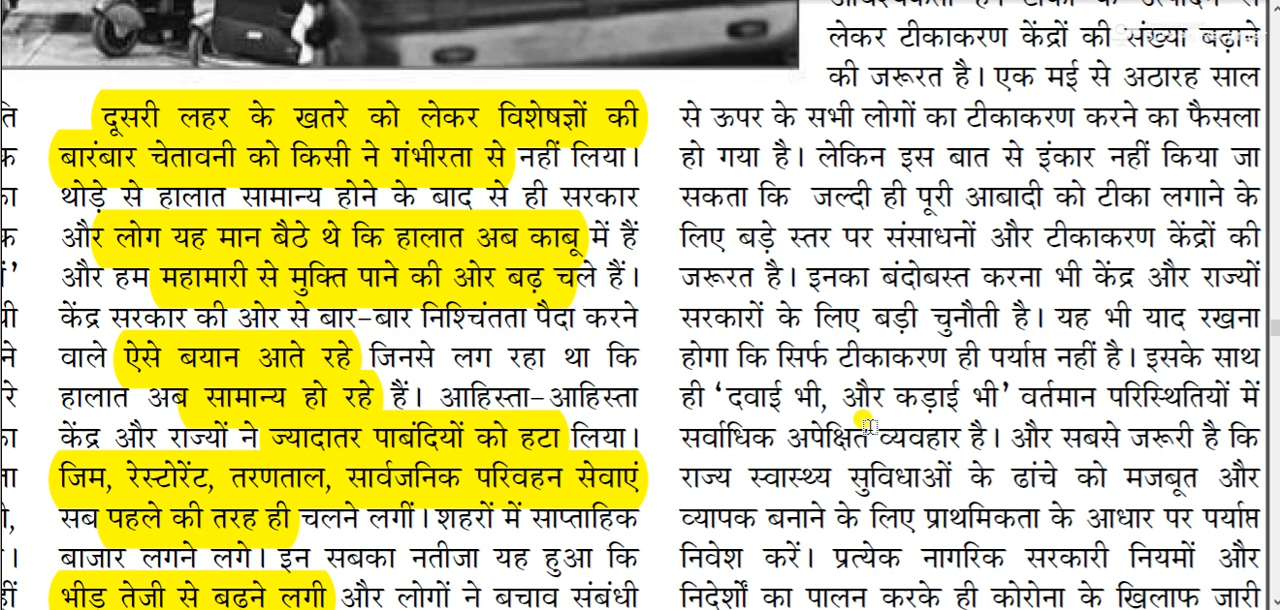 दूसरी लहर के खतरे को लेकर विशेषज्ञों की
बारंबार चेतावनी को किसी ने गंभीरता से नहीं लिया।
थोड़े से हालात सामान्य होने के बाद से ही सरकार
और लोग यह मान बैठे थे कि हालात अब काबू में हैं
और हम महामारी से मुक्ति पाने की ओर बढ़ चले हैं।
केंद्र सरकार की ओर से बार-बार निश्चिंतता पैदा करने
वाले ऐसे बयान आते रहे जिनसे लग रहा था कि
हालात अब सामान्य हो रहे हैं। आहिस्ता-आहिस्ता
केंद्र और राज्यों ने ज्यादातर पाबंदियों को हटा लिया।
जिम, रेस्टोरेंट, तरणताल, सार्वजनिक परिवहन सेवाएं
सब पहले की तरह ही चलने लगीं। शहरों में साप्ताहिक
बाजार लगने लगे। इन सबका नतीजा यह हुआ कि
भीड़ तेजी से बढ़ने लगी और लोगों ने बचाव संबंधी
लेकर टीकाकरण केंद्रों की संख्या बढ़ाने
की जरूरत है। एक मई से अठारह साल
से ऊपर के सभी लोगों का टीकाकरण करने का फैसला
हो गया है। लेकिन इस बात से इंकार नहीं किया जा
सकता कि जल्दी ही पूरी आबादी को टीका लगाने के
लिए बड़े स्तर पर संसाधनों और टीकाकरण केंद्रों की
जरूरत है। इनका बंदोबस्त करना भी केंद्र और राज्यों
सरकारों के लिए बड़ी चुनौती है। यह भी याद रखना
होगा कि सिर्फ टीकाकरण ही पर्याप्त नहीं है। इसके साथ
ही ‘दवाई भी, और कड़ाई भी’ वर्तमान परिस्थितियों में
सर्वाधिक अपेक्षित व्यवहार है। और सबसे जरूरी है कि
राज्य स्वास्थ्य सुविधाओं के ढांचे को मजबूत और
व्यापक बनाने के लिए प्राथमिकता के आधार पर पर्याप्त
निवेश करें। प्रत्येक नागरिक सरकारी नियमों और
निर्देशों का पालन करके ही कोरोना के खिलाफ जारी